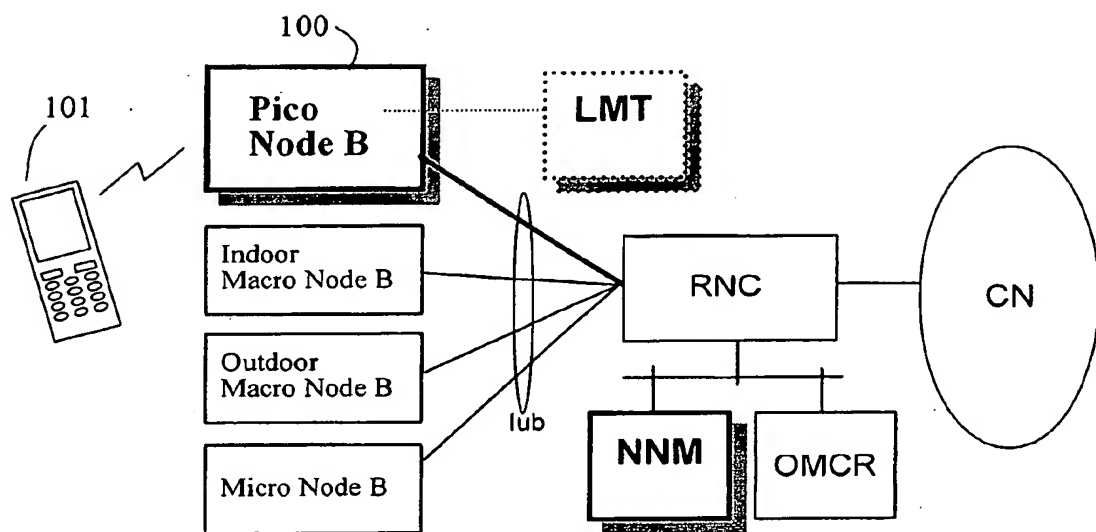 100
101
Pico
Node B
LMT
Indoor
Macro Node B
RNC
CN
Outdoor
Macro Node B
Iub
NNM
OMCR
Micro Node B